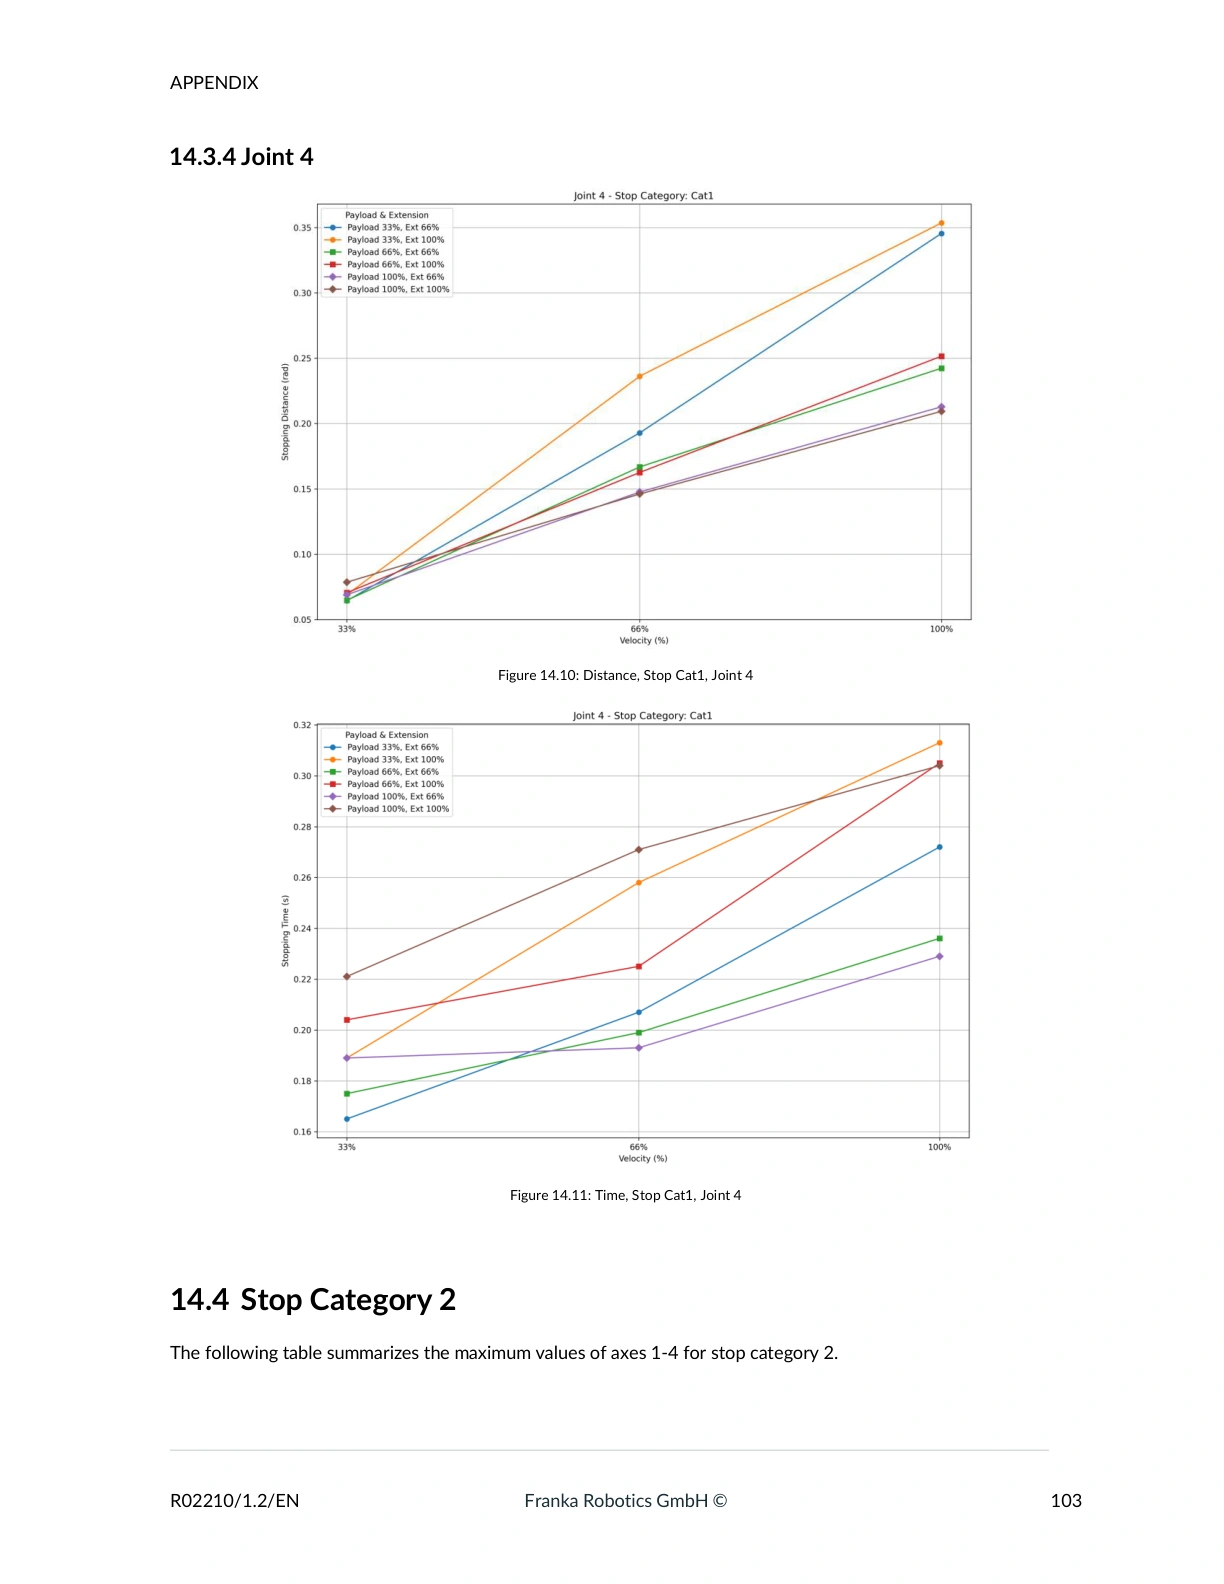 APPENDIX
14.3.4 Joint 4
Joint 4 - Stop Category: Cat1
Payload & Extension
Payload 33%, Ext 66%
Payload 33%, Ext 100%
Payload 66%, Ext 66%
Payload 66%, Ext 100%
Payload 100%, Ext 66%
Payload 100%, Ext 100%
0.35
0.30
0.25
0.20
0.15
0.10
0.05
Stopping Distance (rad)
33%
66%
100%
Velocity (%)
Figure 14.10: Distance, Stop Cat1, Joint 4
Joint 4 - Stop Category: Cat1
Payload & Extension
Payload 33%, Ext 66%
Payload 33%, Ext 100%
Payload 66%, Ext 66%
Payload 66%, Ext 100%
Payload 100%, Ext 66%
Payload 100%, Ext 100%
0.32
0.30
0.28
0.26
0.24
0.22
0.20
0.18
0.16
Stopping Time (s)
33%
66%
100%
Velocity (%)
Figure 14.11: Time, Stop Cat1, Joint 4
14.4 Stop Category 2
The following table summarizes the maximum values of axes 1-4 for stop category 2.
R02210/1.2/EN
Franka Robotics GmbH ©
103